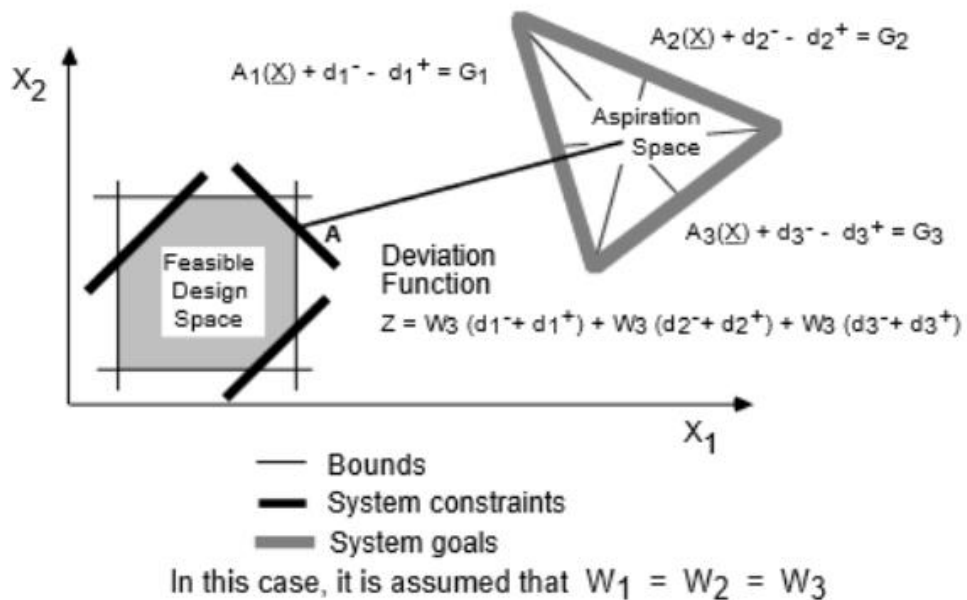 A₂(X) + d₂⁻ - d₂⁺ = G₂
A₁(X) + d₁⁻ - d₁⁺ = G₁
X₂
Aspiration
Space
A
A₃(X) + d₃⁻ - d₃⁺ = G₃
Feasible
Design
Space
Deviation
Function
Z = W₃ (d₁⁻+ d₁⁺) + W₃ (d₂⁻+ d₂⁺) + W₃ (d₃⁻+ d₃⁺)
X₁
Bounds
System constraints
System goals
In this case, it is assumed that W₁ = W₂ = W₃